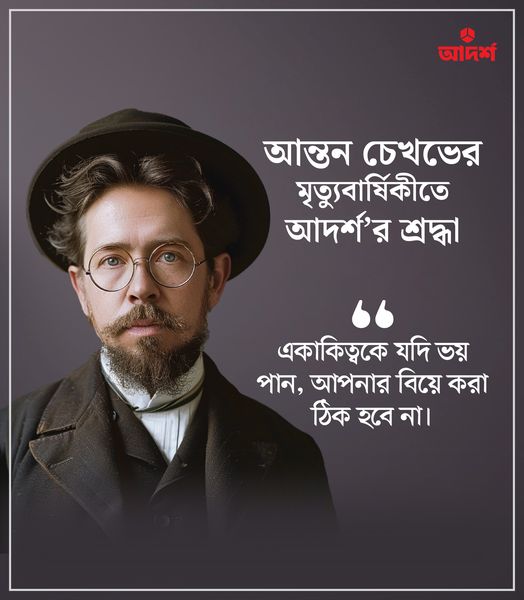 আদর্শ
আন্তন চেখভের
মৃত্যুবার্ষিকীতে
আদর্শ'র শ্রদ্ধা
“
একাকিত্বকে যদি ভয়
পান, আপনার বিয়ে করা
ঠিক হবে না।